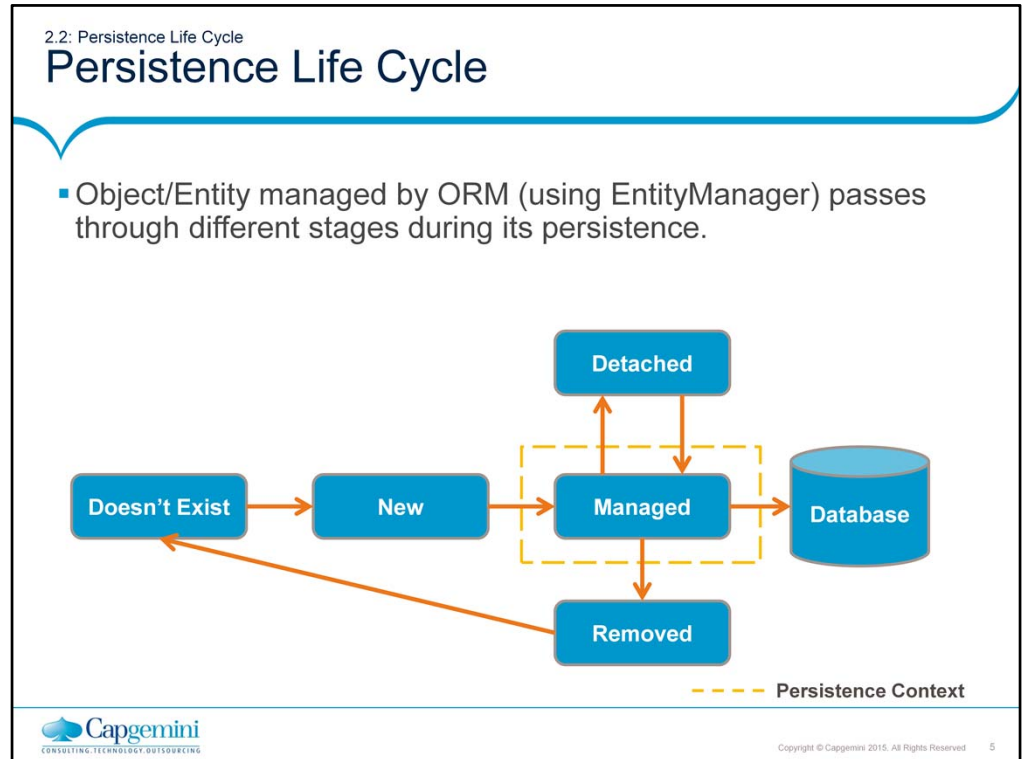 2.2: Persistence Life Cycle
Persistence Life Cycle
▪ Object/Entity managed by ORM (using EntityManager) passes
through different stages during its persistence.
Detached
Doesn't Exist
New
Managed
Database
Removed
Persistence Context
Capgemini
CONSULTING.TECHNOLOGY.OUTSOURCING
Copyright © Capgemini 2015. All Rights Reserved 5